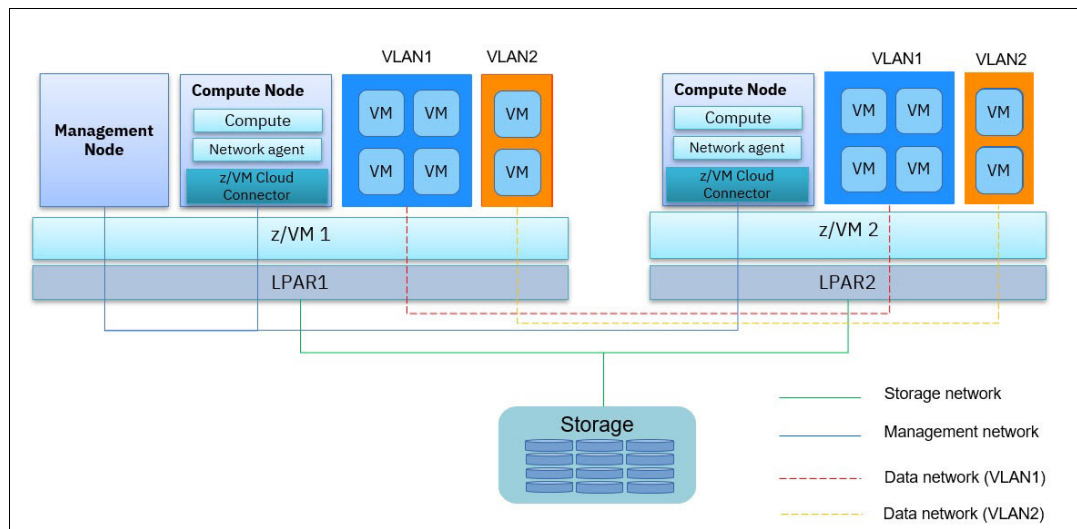 VLAN1
VLAN2
VLAN1
VLAN2
Management
Node
Compute Node
Compute
Network agent
z/VM Cloud
Connector
VM VM
VM VM
VM
VM
Compute Node
Compute
Network agent
z/VM Cloud
Connector
VM VM
VM VM
VM
VM
z/VM 1
z/VM 2
LPAR1
LPAR2
Storage
Storage network
Management network
Data network (VLAN1)
Data network (VLAN2)